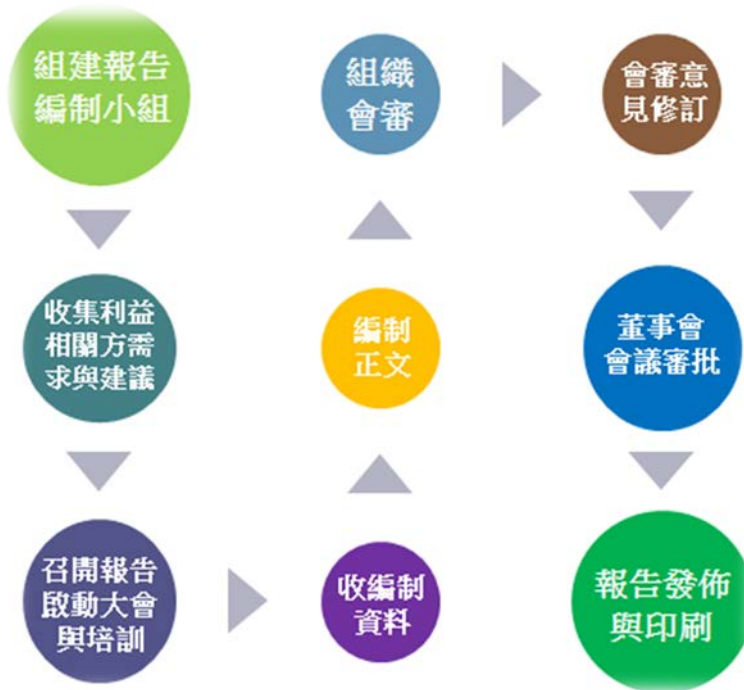 組建報告
編制小組
收集利益
相關方需
求與建議
召開報告
啟動大會
與培訓
收編制
資料
編制
正文
組織
會審
會審意
見修訂
董事會
會議審批
報告發佈
與印刷